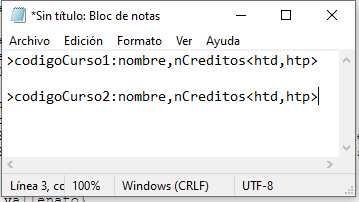 *Sin título: Bloc de notas
Archivo Edición Formato Ver Ayuda
>codigoCurso1:nombre,nCreditos<htd,htp>
>codigoCurso2:nombre,nCreditos<htd,htp>
Línea 3, cc 100% Windows (CRLF) UTF-8